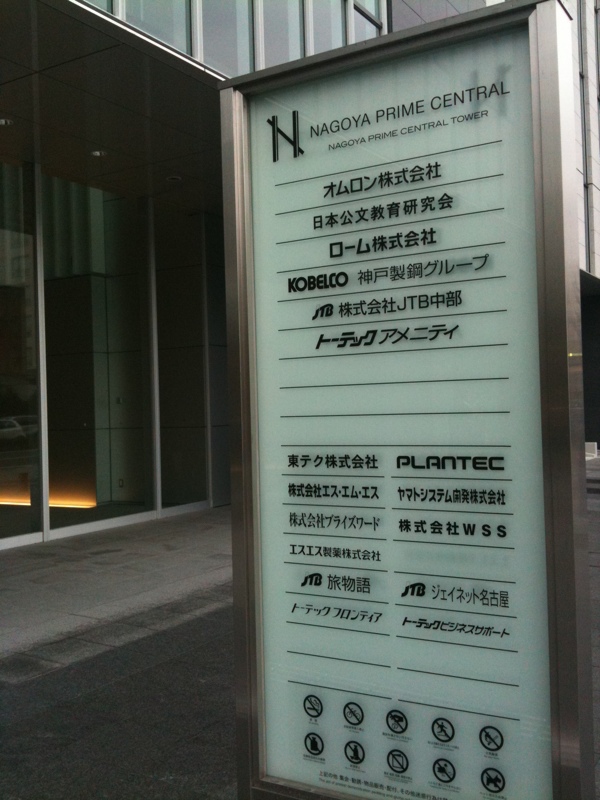 NAGOYA PRIME CENTRAL
NAGOYA PRIME CENTRAL TOWER
オムロン株式会社
日本公文教育研究会
ローム株式会社
KOBELCO 神戸製鋼グループ
JTB 株式会社JTB中部
トーテック アメニティ
東テク株式会社 PLANTEC
株式会社エス・エム・エス ヤマトシステム開発株式会社
株式会社プライズワード 株式会社WSS
エスエス製薬株式会社
JTB 旅物語 JTB ジェイネット名古屋
トーテック フロンティア トーテックビジネスサポート